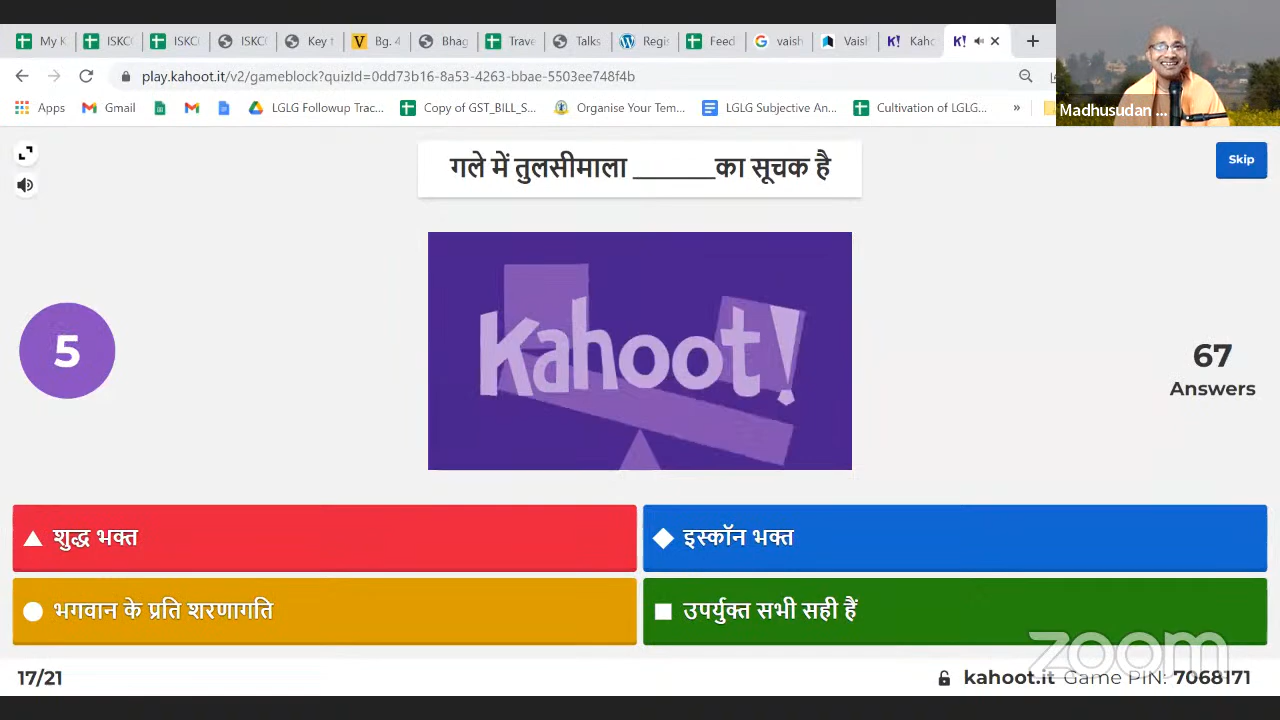 My K
ISKC
ISKC
ISKC
Key t
Bg. 4
Bhag
Trave
Talks
Regis
Feed
vaish
Vaish
Kaho
play.kahoot.it/v2/gameblock?quizId=0dd73b16-8a53-4263-bbae-5503ee748f4b
Apps
Gmail
LGLG Followup Trac...
Copy of GST_BILL_S...
Organise Your Tem...
LGLG Subjective An...
Cultivation of LGLG...
»
Madhusudan ...
गले में तुलसीमाला _______का सूचक है
Skip
Kahoot!
5
67
Answers
शुद्ध भक्त
इस्कॉन भक्त
भगवान के प्रति शरणागति
उपर्युक्त सभी सही हैं
zoom
17/21
kahoot.it Game PIN: 7068171